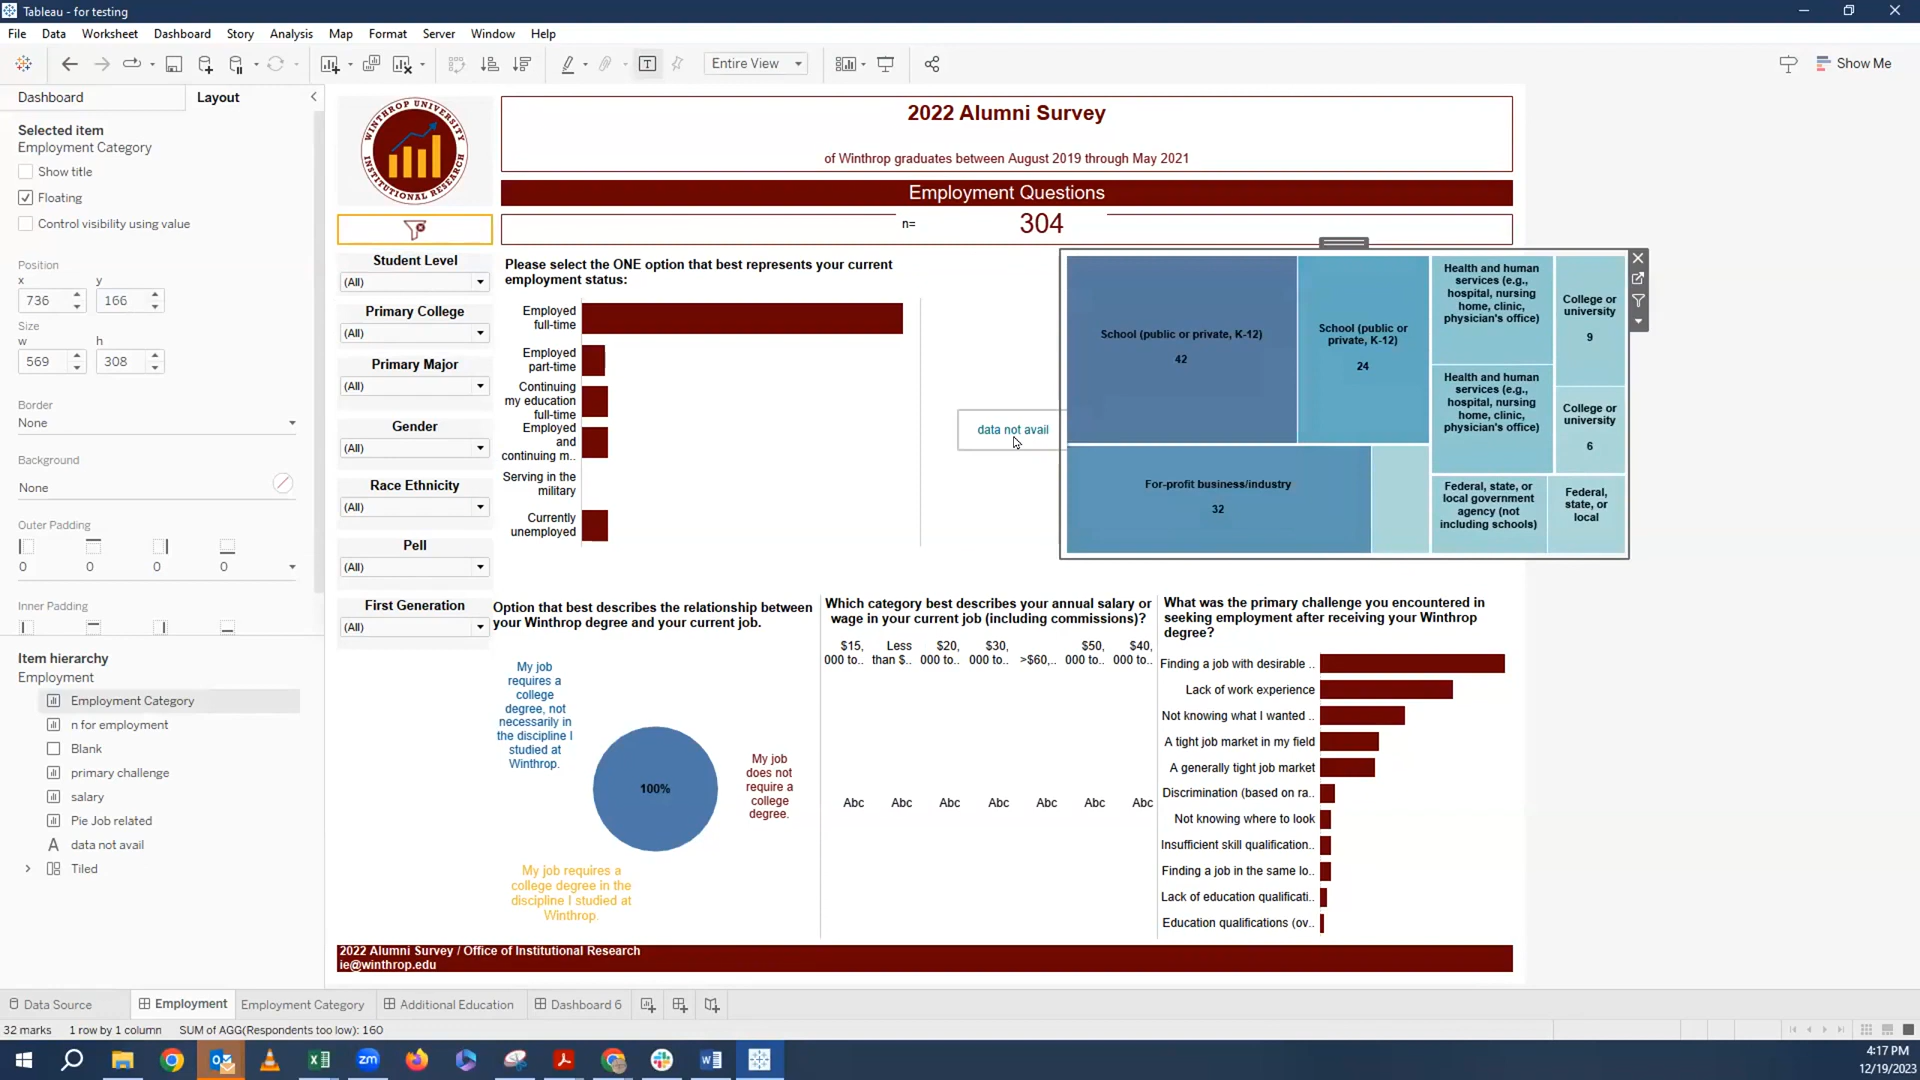 Tableau - for testing
File Data Worksheet Dashboard Story Analysis Map Format Server Window Help
Entire View
Show Me
Dashboard
Layout
Selected item
Employment Category
Show title
Floating
Control visibility using value
Position
x y
736 166
Size
w h
569 308
Border
None
Background
None
Outer Padding
0 0 0 0
Inner Padding
Item hierarchy
Employment
Employment Category
n for employment
Blank
primary challenge
salary
Pie Job related
data not avail
Tiled
WINTHROP UNIVERSITY
INSTITUTIONAL RESEARCH
2022 Alumni Survey
of Winthrop graduates between August 2019 through May 2021
Employment Questions
n= 304
Student Level
(All)
Primary College
(All)
Primary Major
(All)
Gender
(All)
Race Ethnicity
(All)
Pell
(All)
First Generation
(All)
Please select the ONE option that best represents your current
employment status:
Employed
full-time
Employed
part-time
Continuing
my education
full-time
Employed
and
continuing m..
Serving in the
military
Currently
unemployed
data not avail
School (public or private, K-12)
42
School (public or
private, K-12)
24
Health and human
services (e.g.,
hospital, nursing
home, clinic,
physician's office)
College or
university
9
Health and human
services (e.g.,
hospital, nursing
home, clinic,
physician's office)
College or
university
6
For-profit business/industry
32
Federal, state, or
local government
agency (not
including schools)
Federal,
state, or
local
Option that best describes the relationship between
your Winthrop degree and your current job.
My job
requires a
college
degree, not
necessarily in
the discipline I
studied at
Winthrop.
100%
My job
does not
require a
college
degree.
My job requires a
college degree in the
discipline I studied at
Winthrop.
Which category best describes your annual salary or
wage in your current job (including commissions)?
$15, Less $20, $30, $50, $40,
000 to.. than $.. 000 to.. 000 to.. >$60,.. 000 to.. 000 to..
Abc Abc Abc Abc Abc Abc Abc
What was the primary challenge you encountered in
seeking employment after receiving your Winthrop
degree?
Finding a job with desirable ..
Lack of work experience
Not knowing what I wanted ..
A tight job market in my field
A generally tight job market
Discrimination (based on ra..
Not knowing where to look
Insufficient skill qualification..
Finding a job in the same lo..
Lack of education qualificati..
Education qualifications (ov..
2022 Alumni Survey / Office of Institutional Research
ie@winthrop.edu
Data Source Employment Employment Category Additional Education Dashboard 6
32 marks 1 row by 1 column SUM of AGG(Respondents too low): 160
4:17 PM
12/19/2023